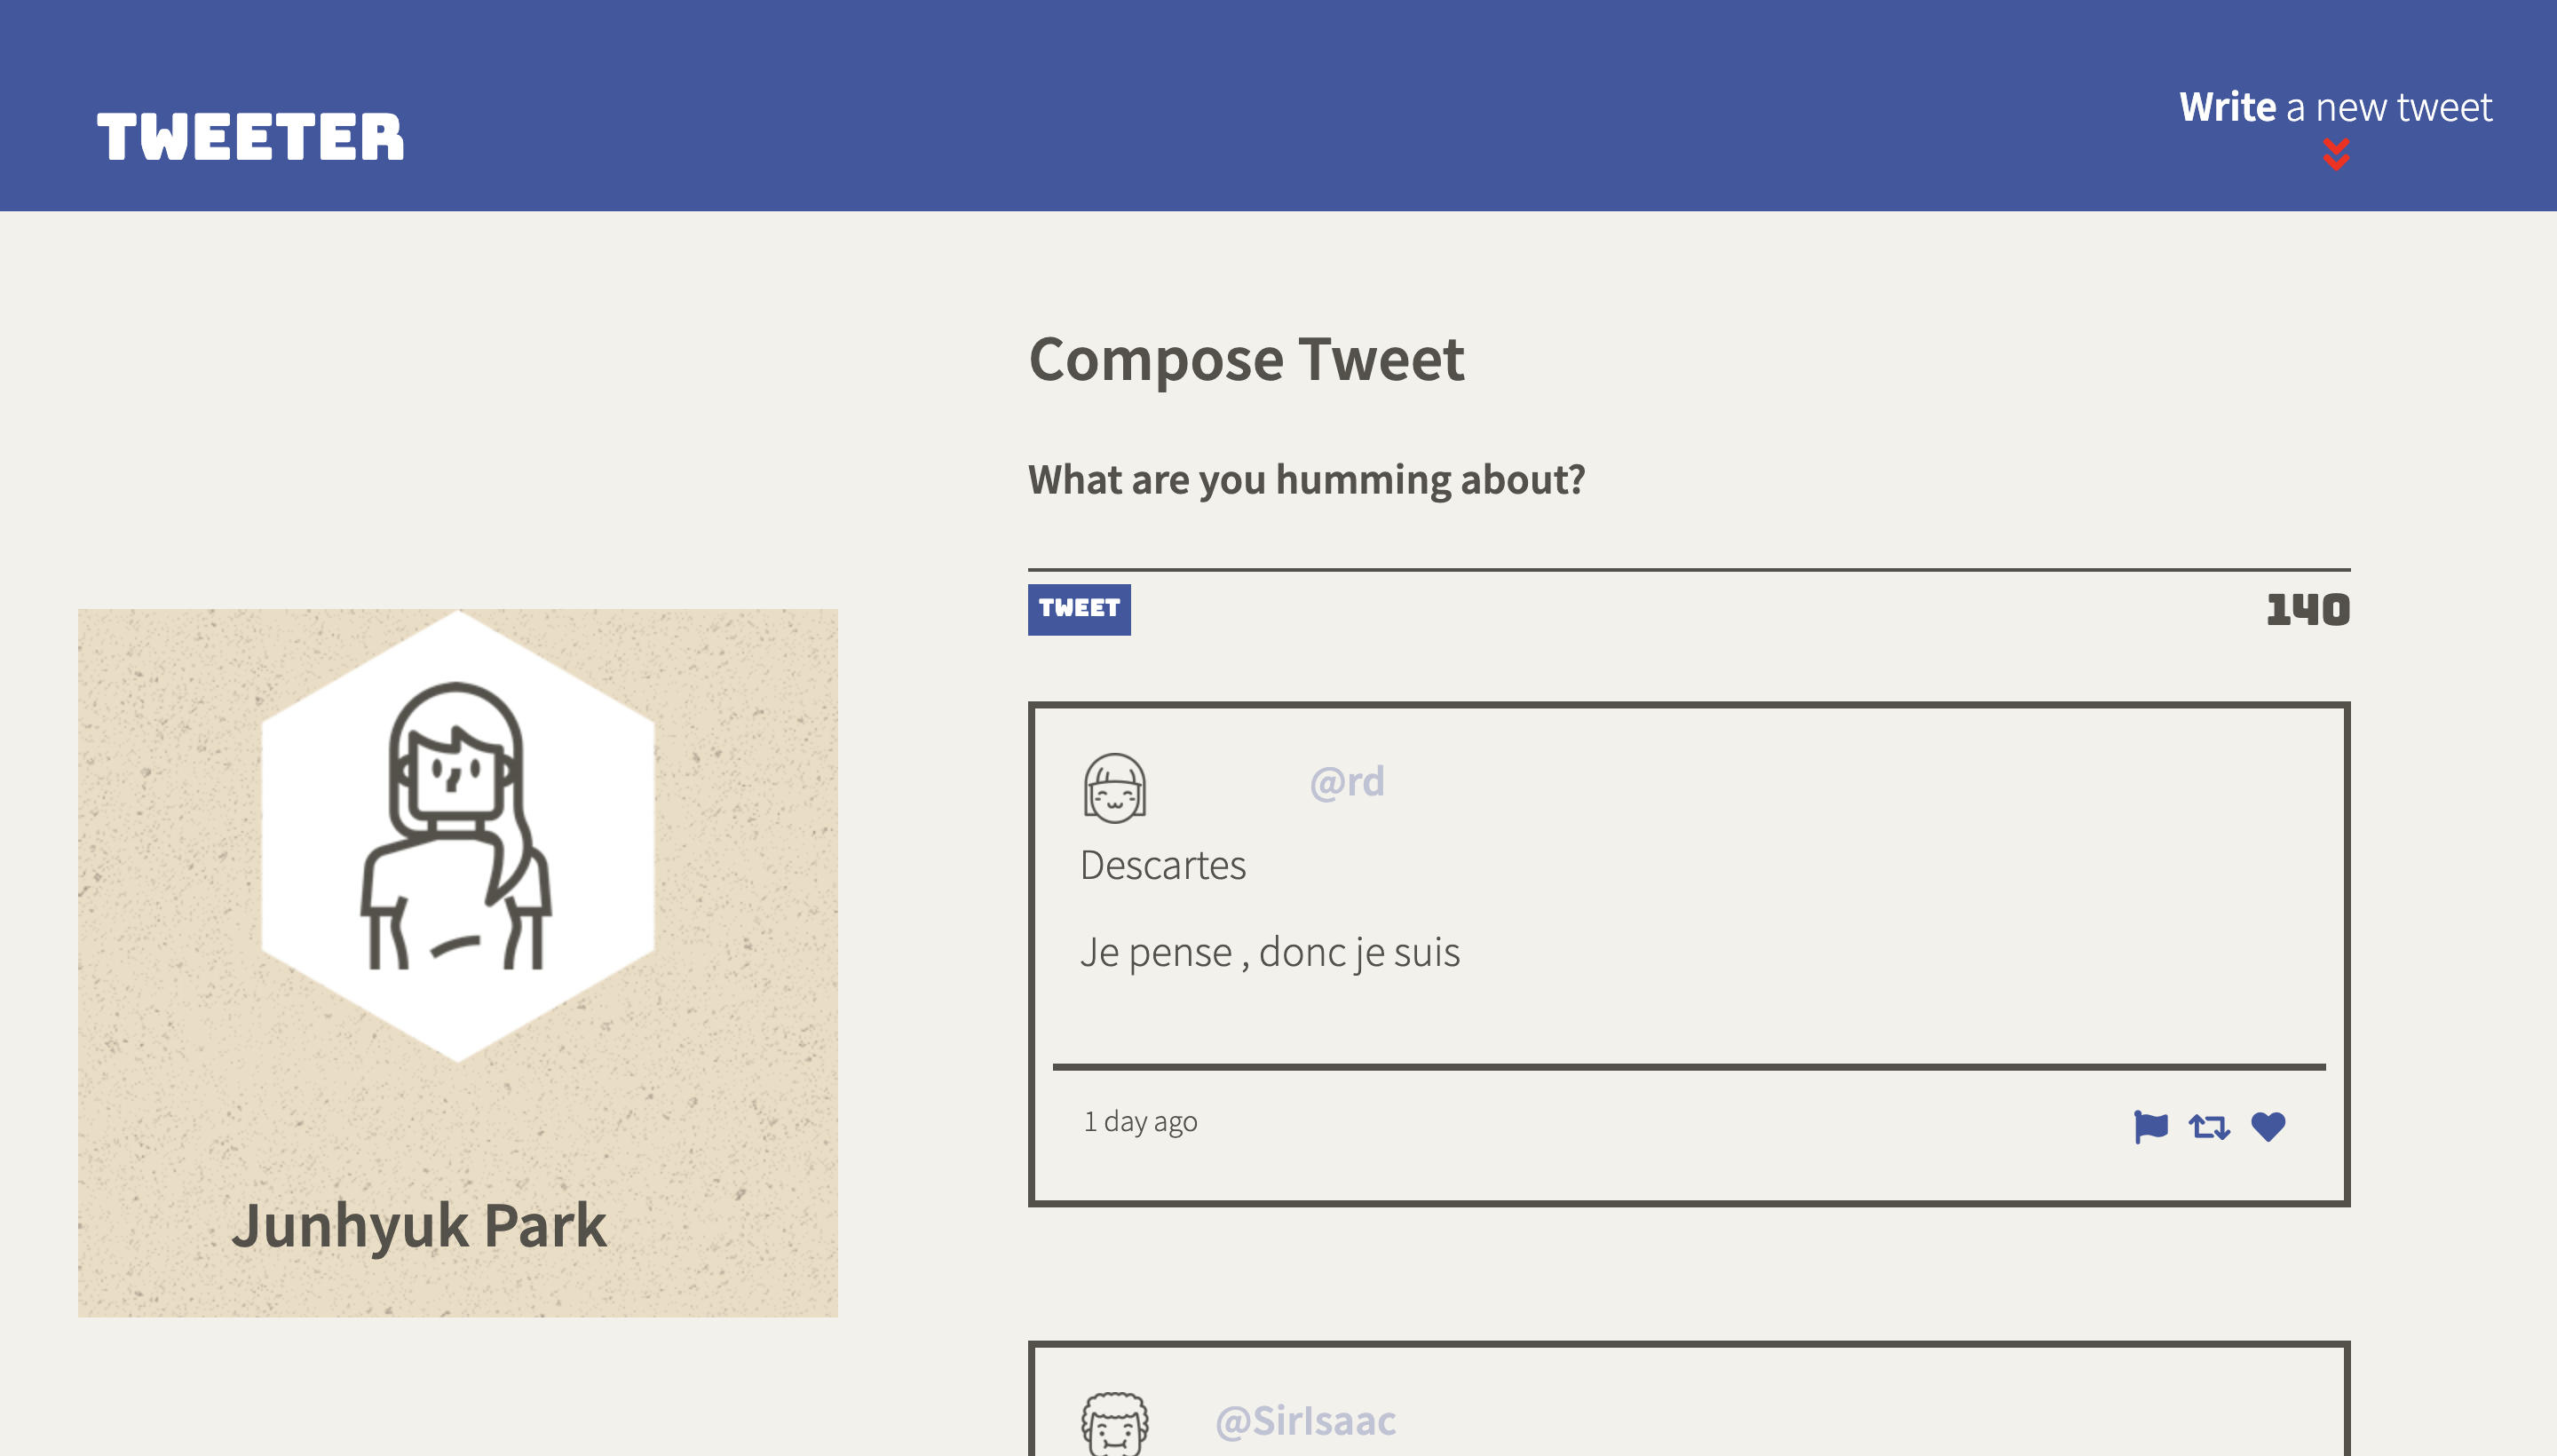 TWEETER
Write a new tweet
Compose Tweet
What are you humming about?
TWEET
140
@rd
Descartes
Je pense , donc je suis
1 day ago
Junhyuk Park
@SirIsaac